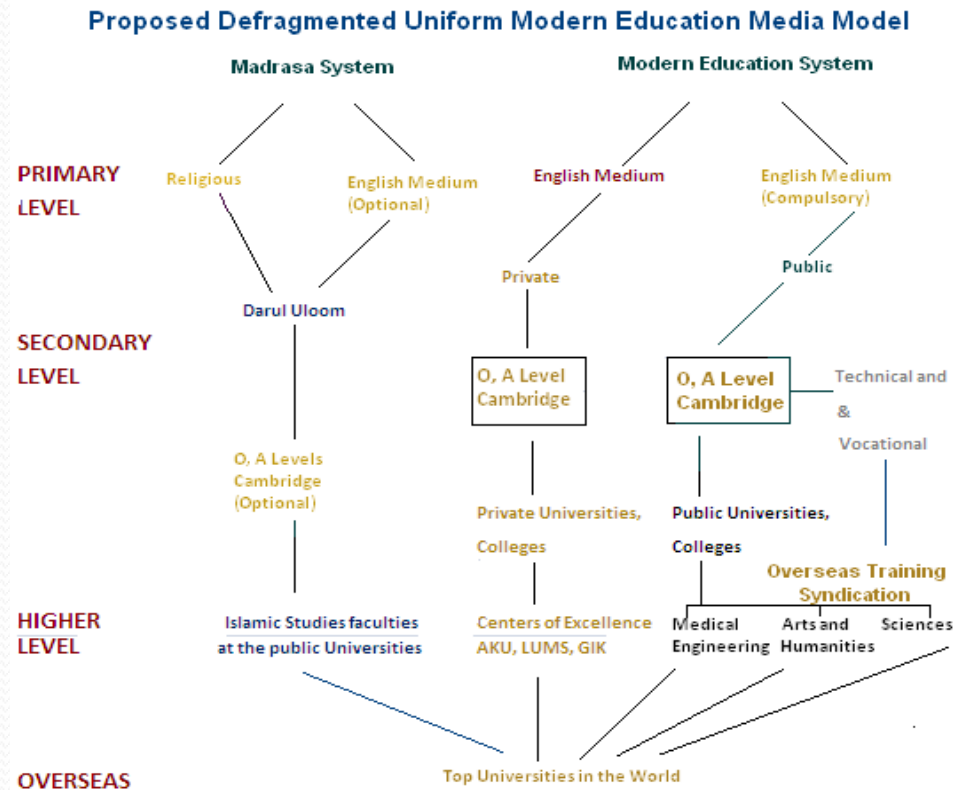 Proposed Defragmented Uniform Modern Education Media Model
Madrasa System
Modern Education System
PRIMARY
LEVEL
Religious
English Medium
(Optional)
English Medium
English Medium
(Compulsory)
Private
Public
Darul Uloom
SECONDARY
LEVEL
O, A Level
Cambridge
O, A Level
Cambridge
Technical and
&
Vocational
O, A Levels
Cambridge
(Optional)
Private Universities,
Colleges
Public Universities,
Colleges
Overseas Training
Syndication
HIGHER
LEVEL
Islamic Studies faculties
at the public Universities
Centers of Excellence
AKU, LUMS, GIK
Medical
Engineering
Arts and
Humanities
Sciences
OVERSEAS
Top Universities in the World